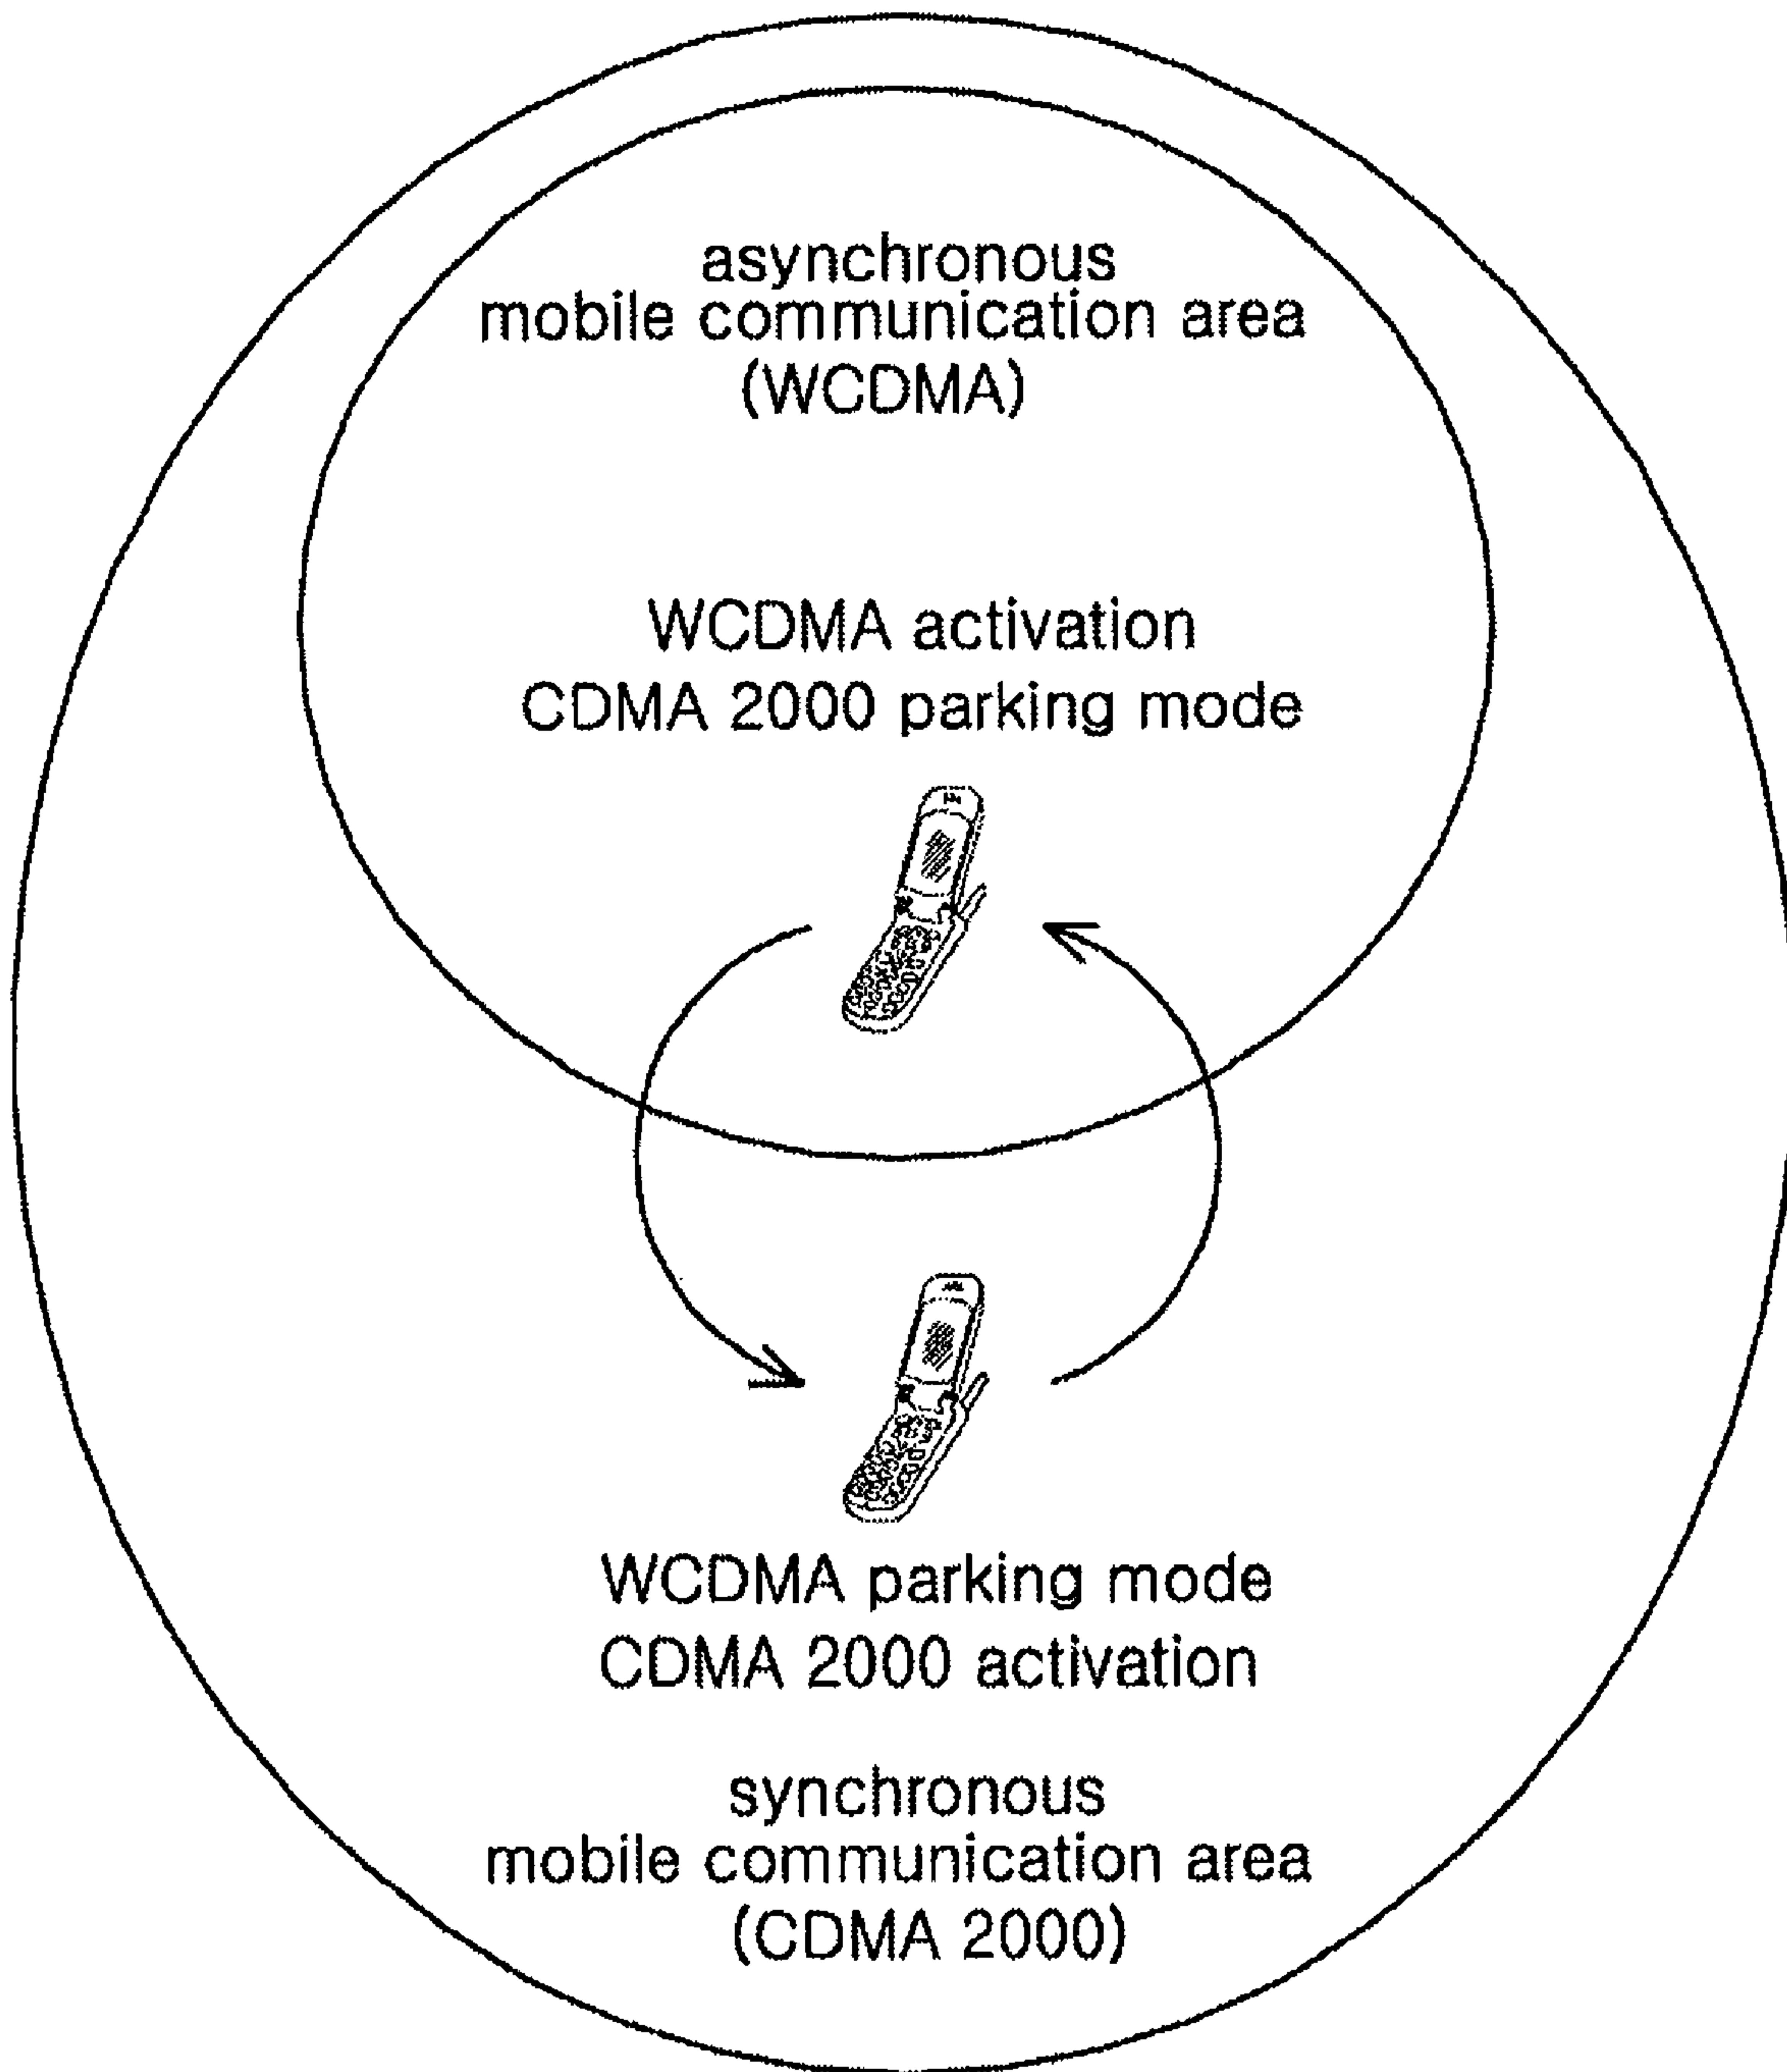 asynchronous
mobile communication area
(WCDMA)
WCDMA activation
CDMA 2000 parking mode
WCDMA parking mode
CDMA 2000 activation
synchronous
mobile communication area
(CDMA 2000)